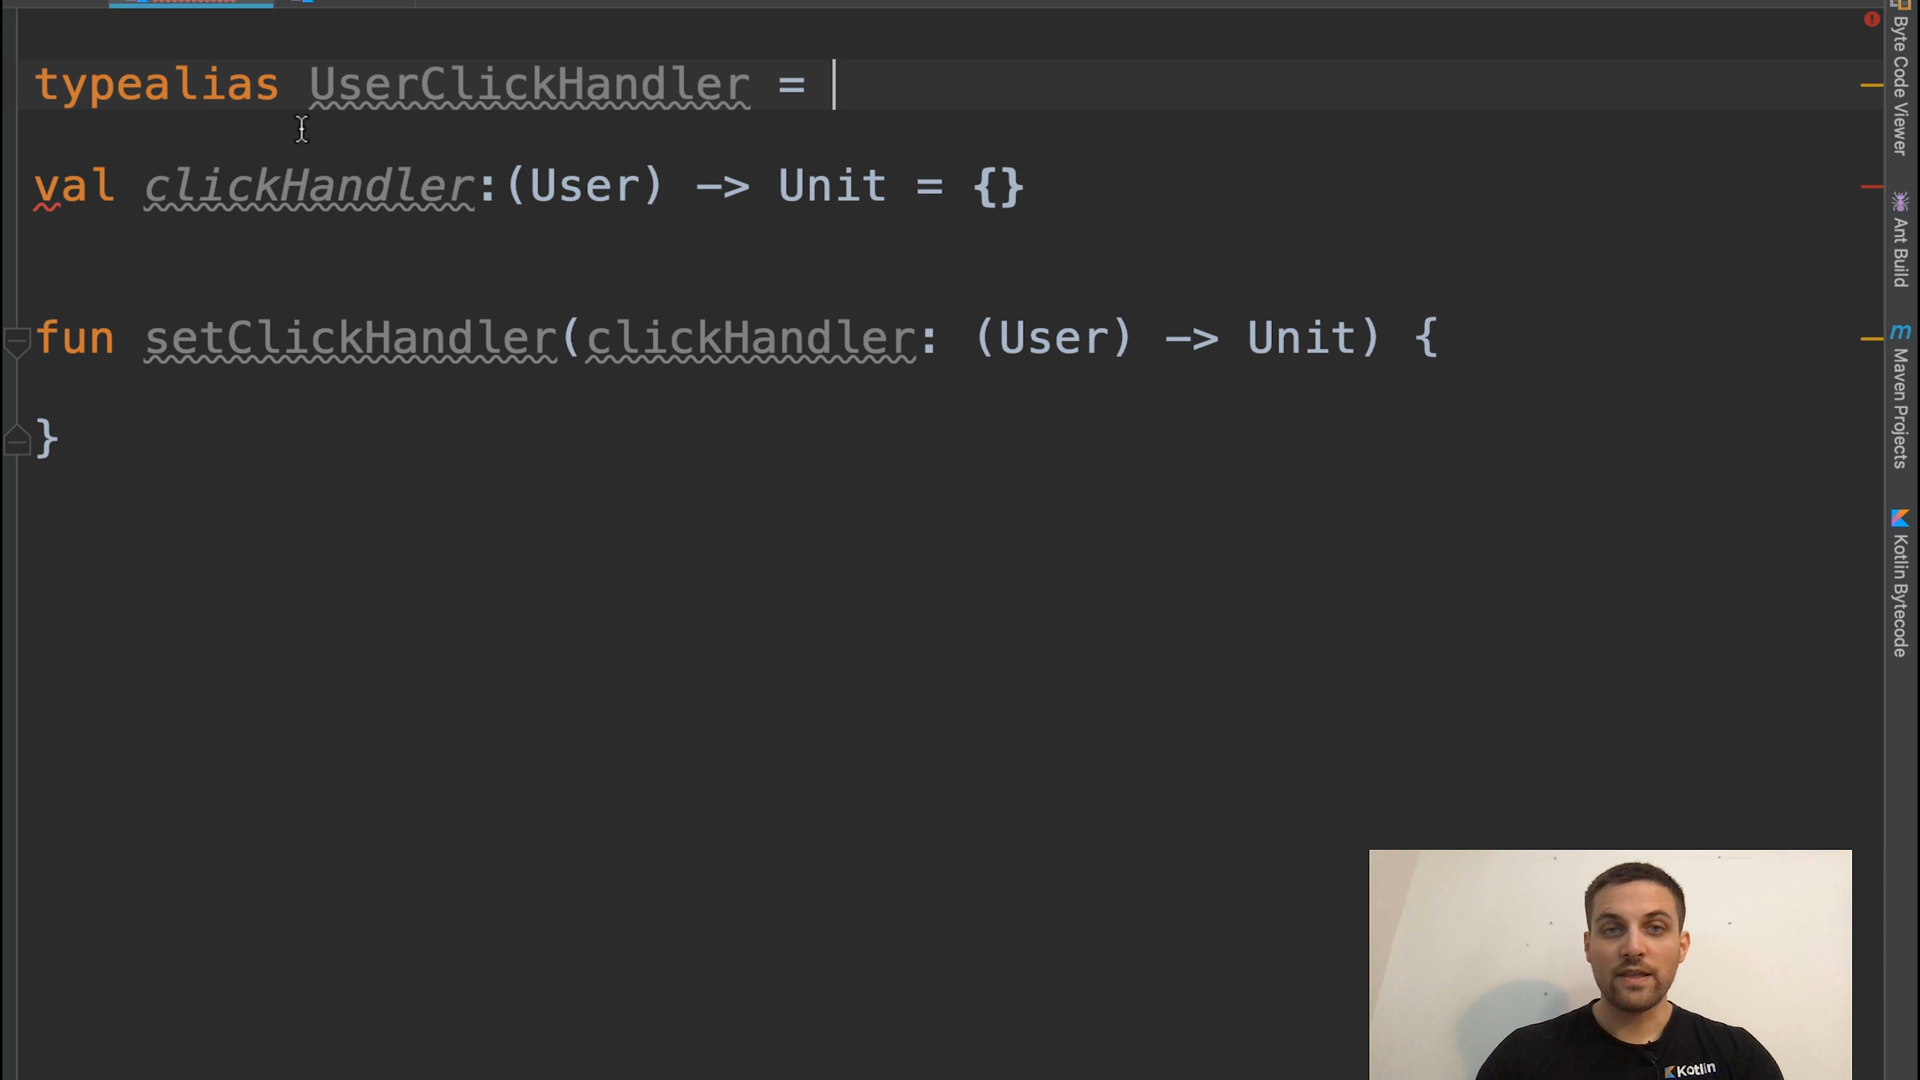 typealias UserClickHandler =
val clickHandler:(User) -> Unit = {}
fun setClickHandler(clickHandler: (User) -> Unit) {
}
Byte Code Viewer
Ant Build
m Maven Projects
Kotlin Bytecode
Kotlin